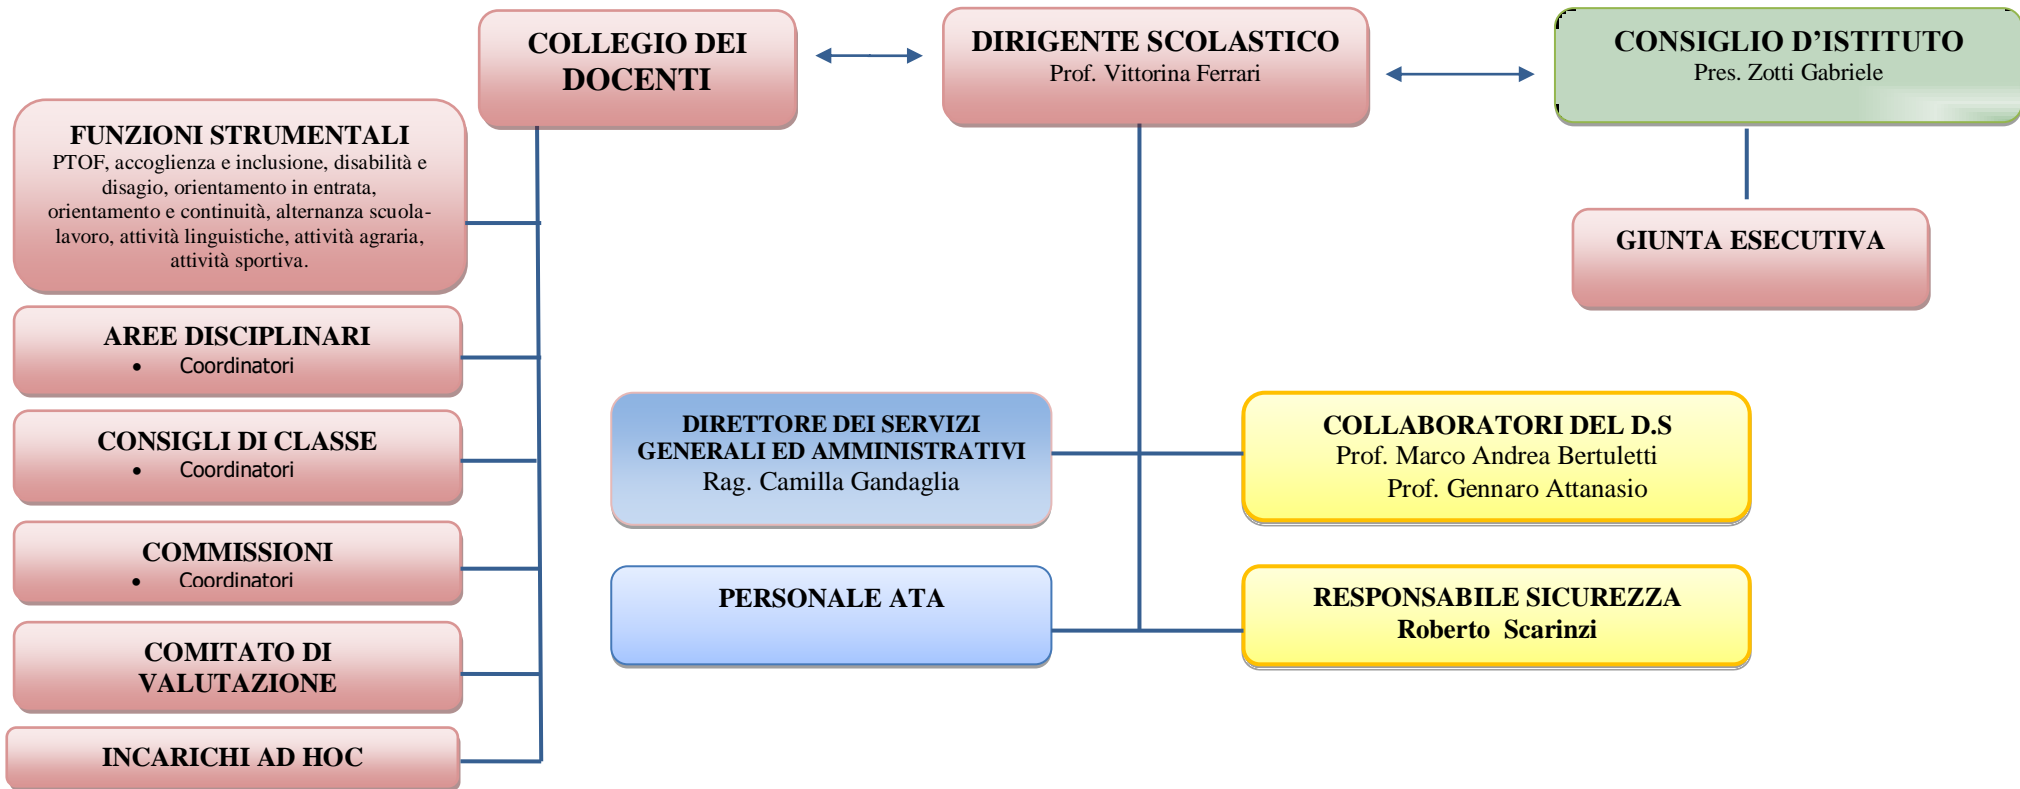 COLLEGIO DEI
DOCENTI
DIRIGENTE SCOLASTICO
Prof. Vittorina Ferrari
CONSIGLIO D’ISTITUTO
Pres. Zotti Gabriele
FUNZIONI STRUMENTALI
PTOF, accoglienza e inclusione, disabilità e
disagio, orientamento in entrata,
orientamento e continuità, alternanza scuola-
lavoro, attività linguistiche, attività agraria,
attività sportiva.
GIUNTA ESECUTIVA
AREE DISCIPLINARI
• Coordinatori
CONSIGLI DI CLASSE
• Coordinatori
COMMISSIONI
• Coordinatori
COMITATO DI
VALUTAZIONE
INCARICHI AD HOC
DIRETTORE DEI SERVIZI
GENERALI ED AMMINISTRATIVI
Rag. Camilla Gandaglia
COLLABORATORI DEL D.S
Prof. Marco Andrea Bertuletti
Prof. Gennaro Attanasio
PERSONALE ATA
RESPONSABILE SICUREZZA
Roberto Scarinzi